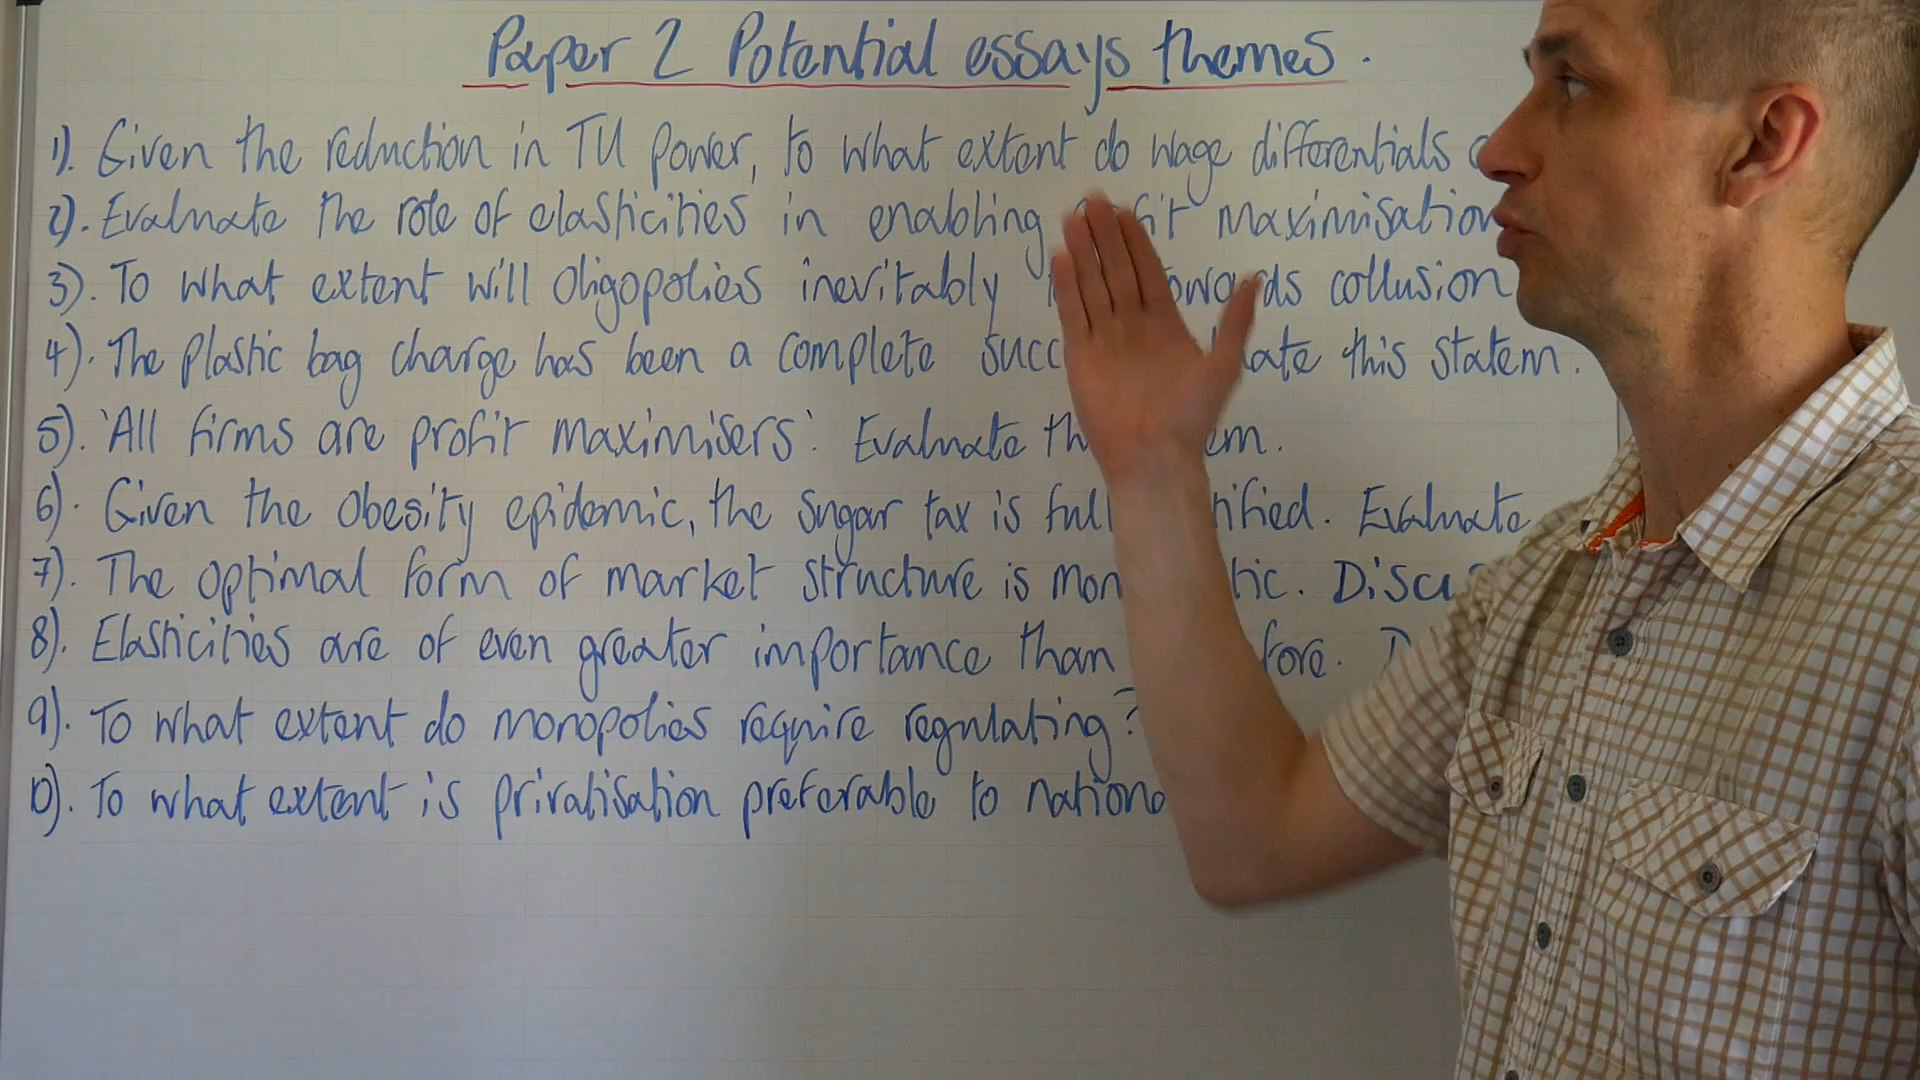 Paper 2 Potential essays themes.
1). Given the reduction in TU power, to what extent do wage differentials
2). Evaluate the role of elasticities in enabling maximisation
3). To what extent will oligopolies inevitably collusion
4). The plastic bag charge has been a complete this statem.
5). 'All firms are profit maximisers'. Evaluate
6). Given the obesity epidemic, the sugar tax is Evaluate
7). The optimal form of market structure is
8). Elasticities are of even greater importance than
9). To what extent do monopolies require regulating?
10). To what extent is privatisation preferable to